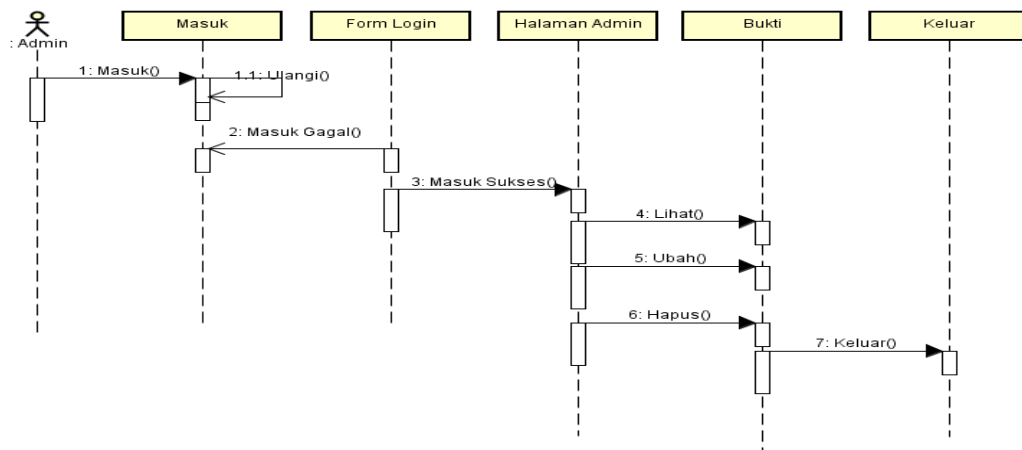 : Admin
Masuk
Form Login
Halaman Admin
Bukti
Keluar
1: Masuk()
1.1: Ulangi()
2: Masuk Gagal()
3: Masuk Sukses()
4: Lihat()
5: Ubah()
6: Hapus()
7: Keluar()